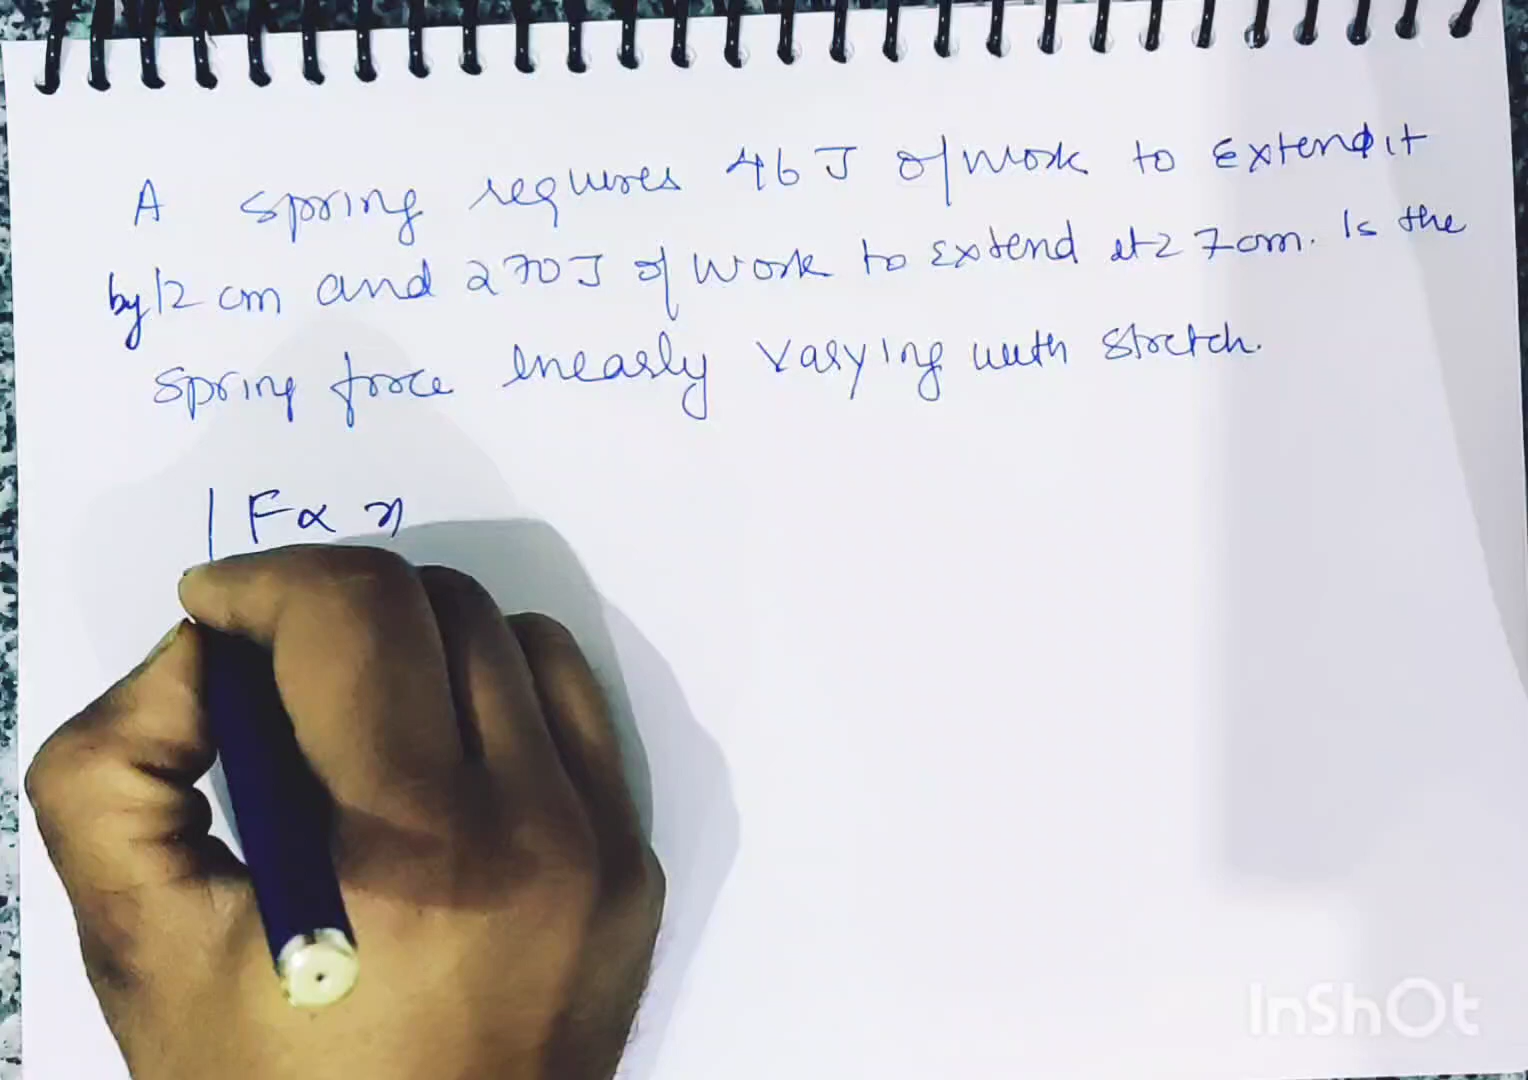 A spring requires 46 J of work to extend it
by 12 cm and 270 J of work to extend it 27 cm. Is the
spring force linearly varying with stretch.
F ∝ x
InShOt